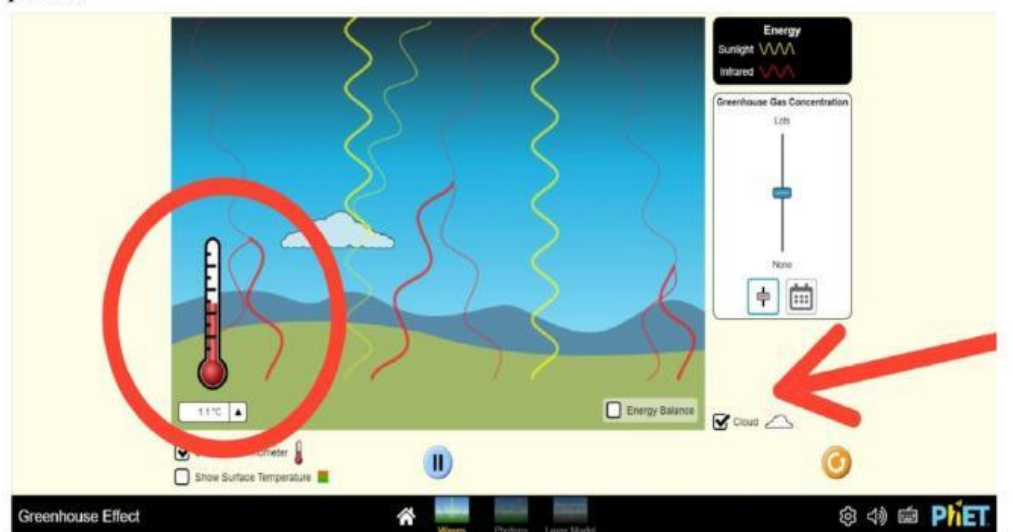 Energy
Sunlight
Infrared
Greenhouse Gas Concentration
Lots
None
11°C
Energy Balance
Cloud
Show Surface Temperature
Greenhouse Effect
Waves
Photons
Layer Model
PhET